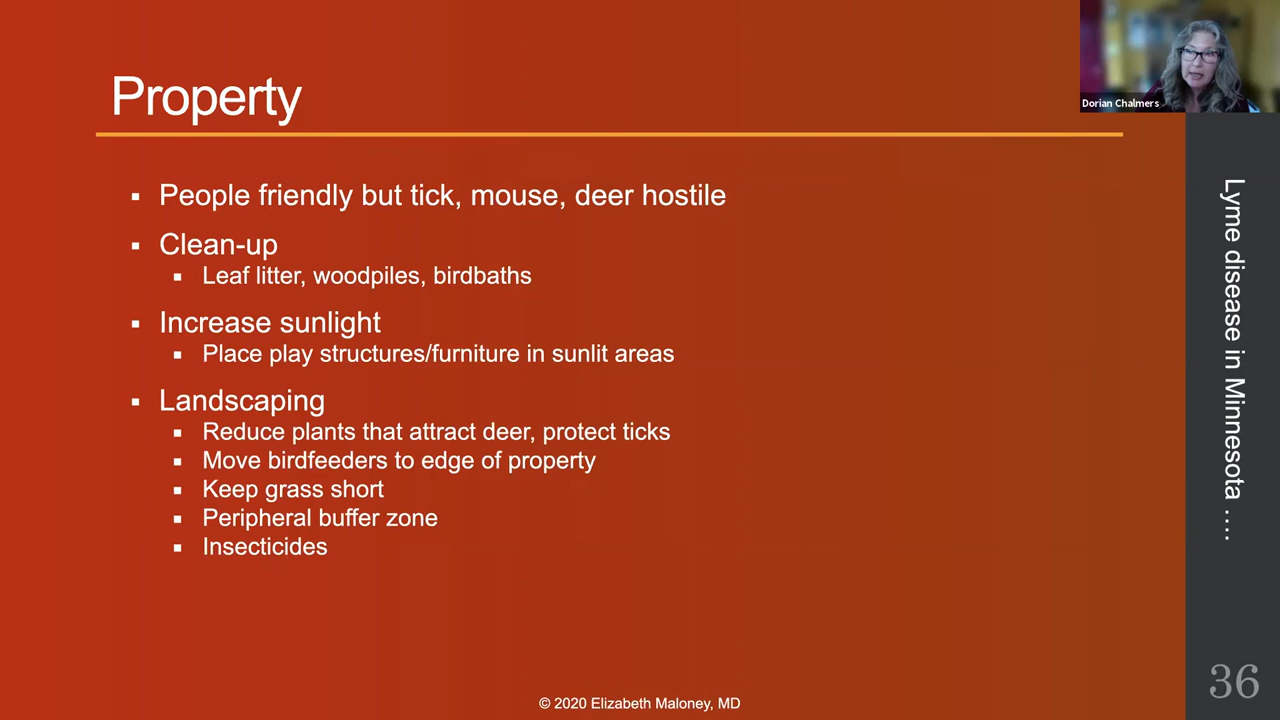 Property
People friendly but tick, mouse, deer hostile
Clean-up
Leaf litter, woodpiles, birdbaths
Increase sunlight
Place play structures/furniture in sunlit areas
Landscaping
Reduce plants that attract deer, protect ticks
Move birdfeeders to edge of property
Keep grass short
Peripheral buffer zone
Insecticides
© 2020 Elizabeth Maloney, MD
Dorian Chalmers
Lyme disease in Minnesota ....
36